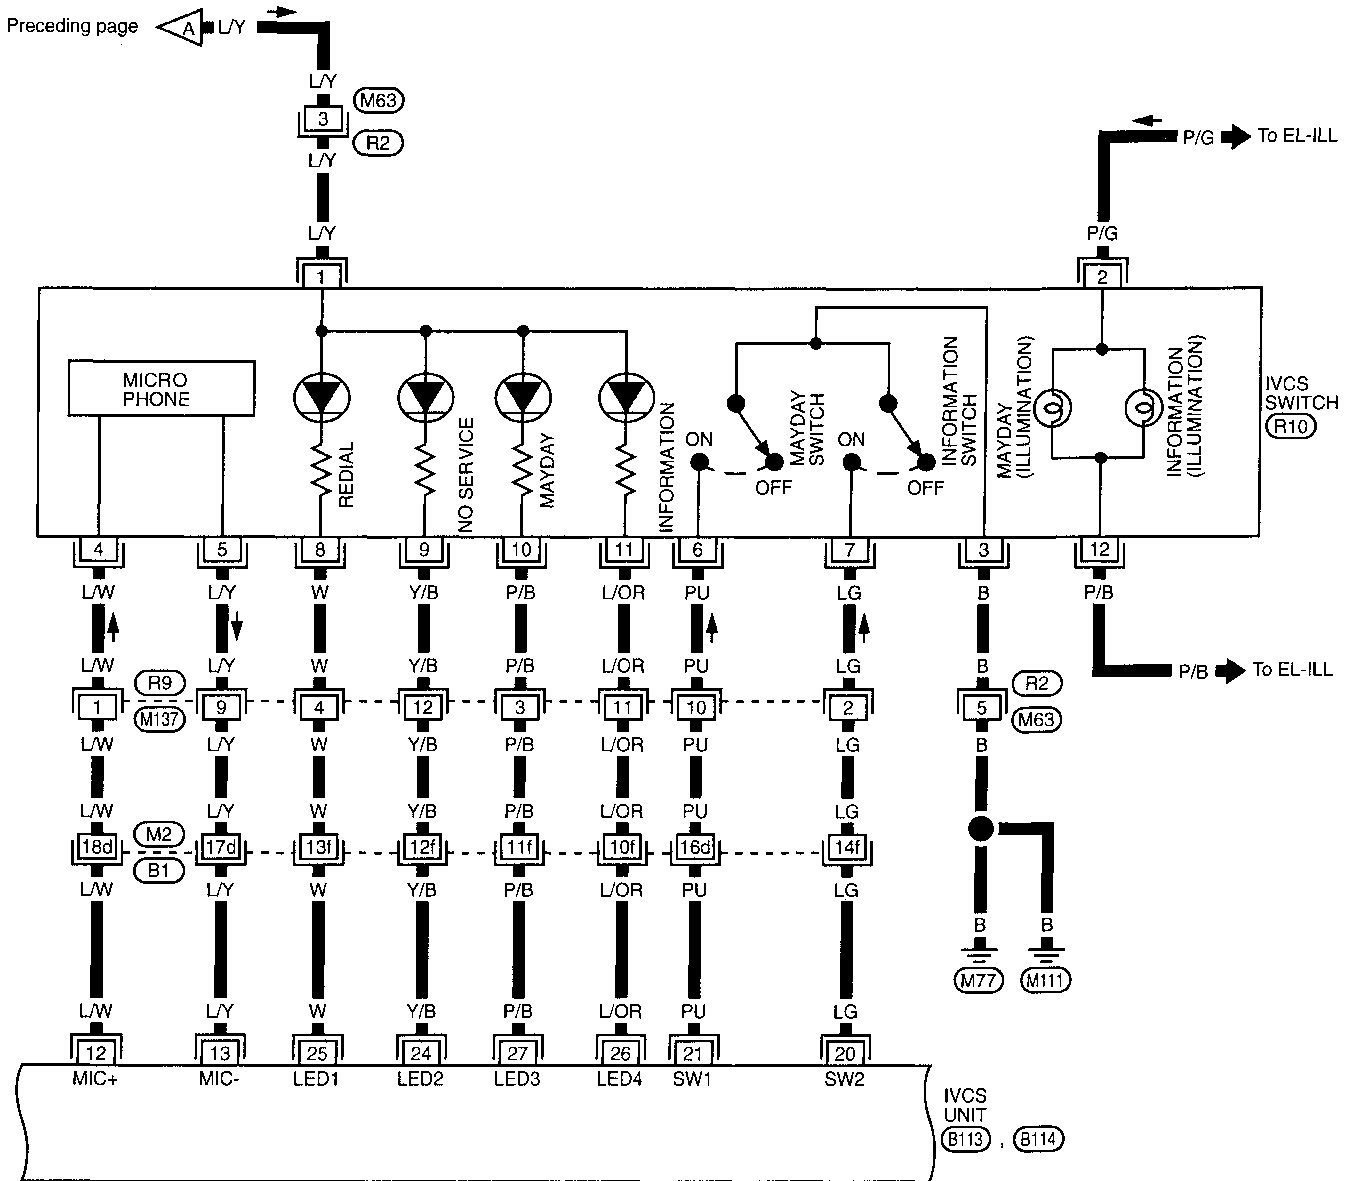 Preceding page A L/Y
L/Y
3 M63
R2
L/Y
L/Y
1
P/G To EL-ILL
P/G
2
MICRO
PHONE
REDIAL
NO SERVICE
MAYDAY
INFORMATION
ON
OFF
MAYDAY
SWITCH
ON
OFF
INFORMATION
SWITCH
MAYDAY
(ILLUMINATION)
INFORMATION
(ILLUMINATION)
IVCS
SWITCH
R10
4 5 8 9 10 11 6 7 3 12
L/W L/Y W Y/B P/B L/OR PU LG B P/B
L/W L/Y W Y/B P/B L/OR PU LG B
P/B To EL-ILL
R9 R2
1 9 4 12 3 11 10 2 5
M137 M63
L/W L/Y W Y/B P/B L/OR PU LG B
L/W L/Y W Y/B P/B L/OR PU LG
M2
18d 17d 13f 12f 11f 10f 16d 14f
B1
L/W L/Y W Y/B P/B L/OR PU LG
B B
M77 M111
L/W L/Y W Y/B P/B L/OR PU LG
12 13 25 24 27 26 21 20
MIC+ MIC- LED1 LED2 LED3 LED4 SW1 SW2
IVCS
UNIT
B113 , B114